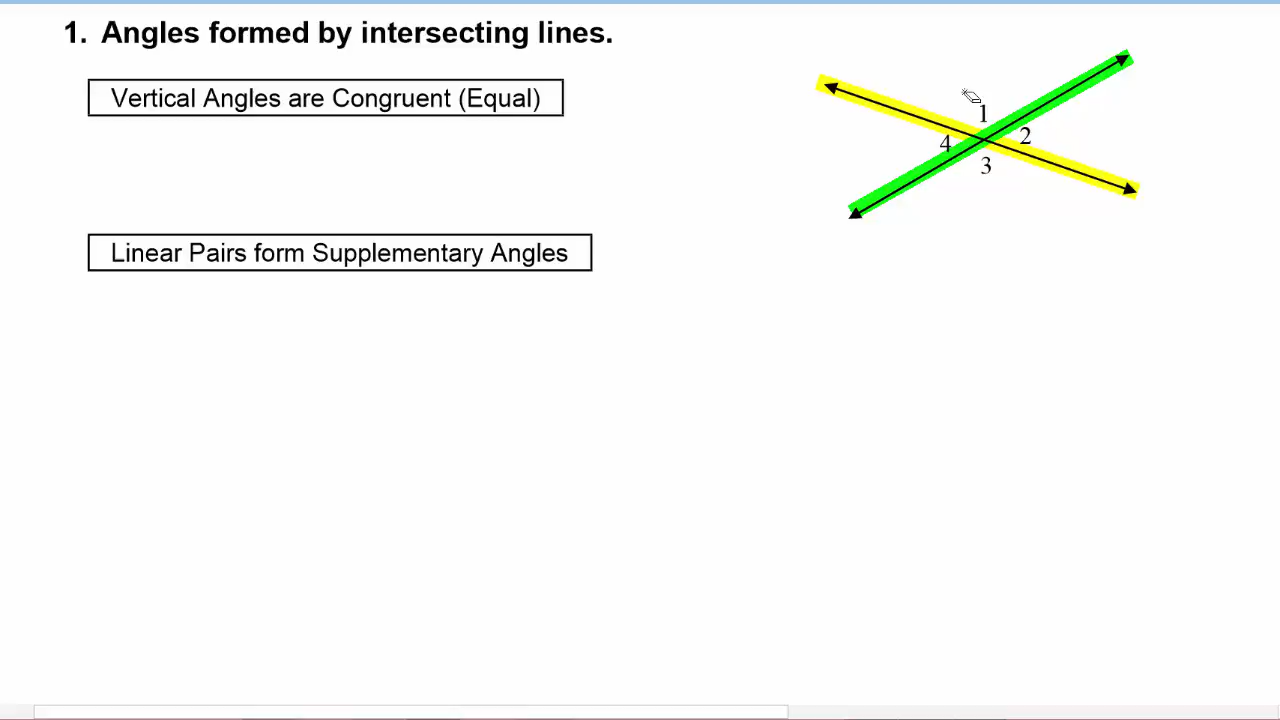 1. Angles formed by intersecting lines.
Vertical Angles are Congruent (Equal)
1
2
4
3
Linear Pairs form Supplementary Angles